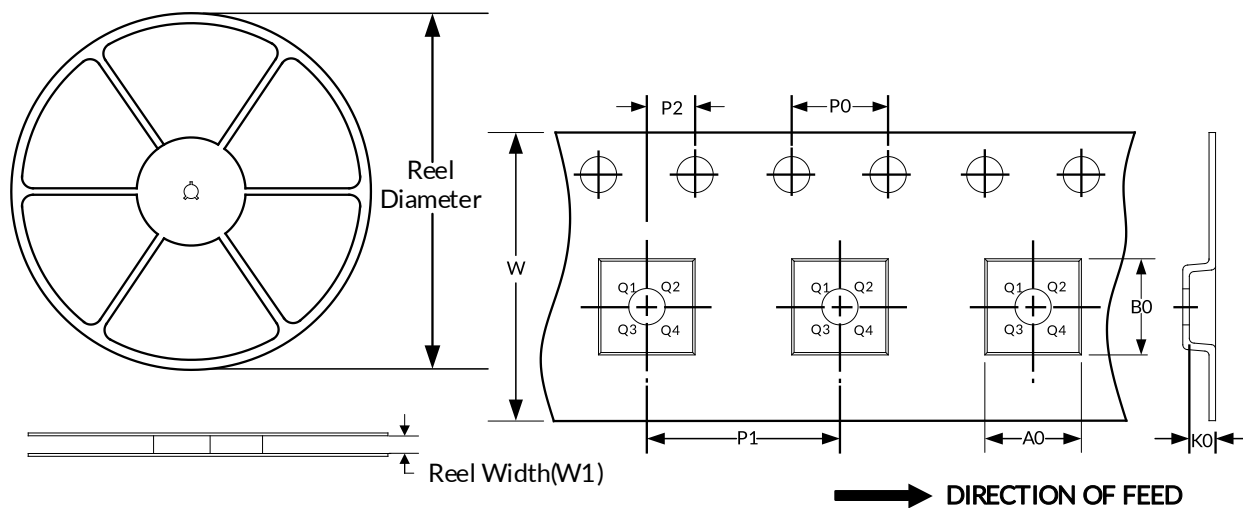 Reel
Diameter
P2
P0
W
Q1 Q2
Q3 Q4
Q1 Q2
Q3 Q4
Q1 Q2
Q3 Q4
B0
P1
A0
K0
Reel Width(W1)
DIRECTION OF FEED